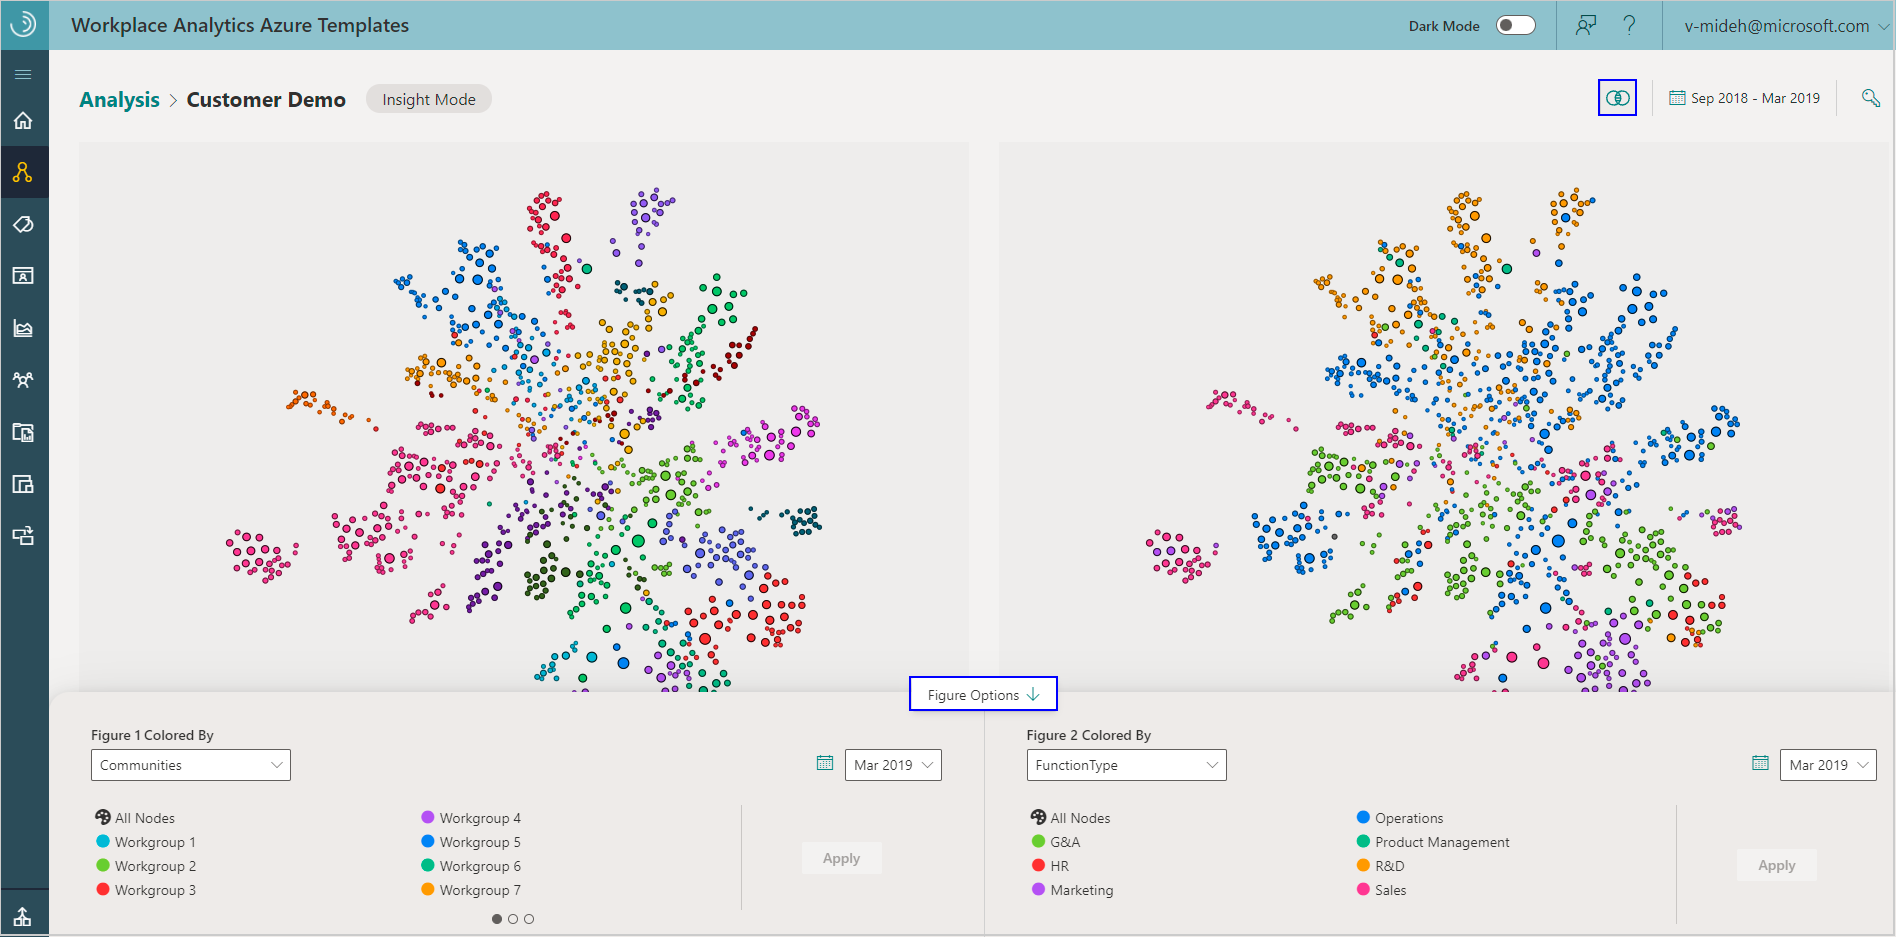 Workplace Analytics Azure Templates
Dark Mode
?
v-mideh@microsoft.com
Analysis > Customer Demo
Insight Mode
Sep 2018 - Mar 2019
Figure Options ↓
Figure 1 Colored By
Communities
Mar 2019
All Nodes
Workgroup 1
Workgroup 2
Workgroup 3
Workgroup 4
Workgroup 5
Workgroup 6
Workgroup 7
Apply
Figure 2 Colored By
FunctionType
Mar 2019
All Nodes
G&A
HR
Marketing
Operations
Product Management
R&D
Sales
Apply